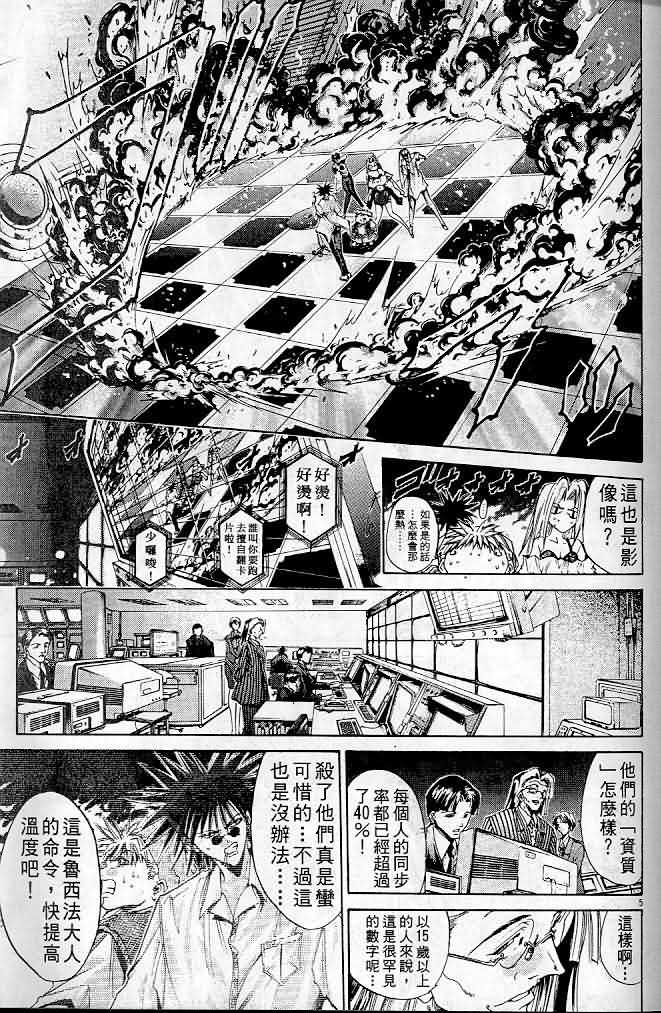 這也是影
像嗎？
如果是的話
…怎麼會那
麼熱……
好燙！
好燙啊！
誰叫你要跑
去擅自翻卡
片啦！
少囉唆！
他們的「資質
」怎麼樣？
每個人的同步
率都已經超過
了40％！
5
這樣啊…
以15歲以上
的人來說，
這是很罕見
的數字呢…
殺了他們真是蠻
可惜的…不過這
也是沒辦法……
這是魯西法大人
的命令，快提高
溫度吧！